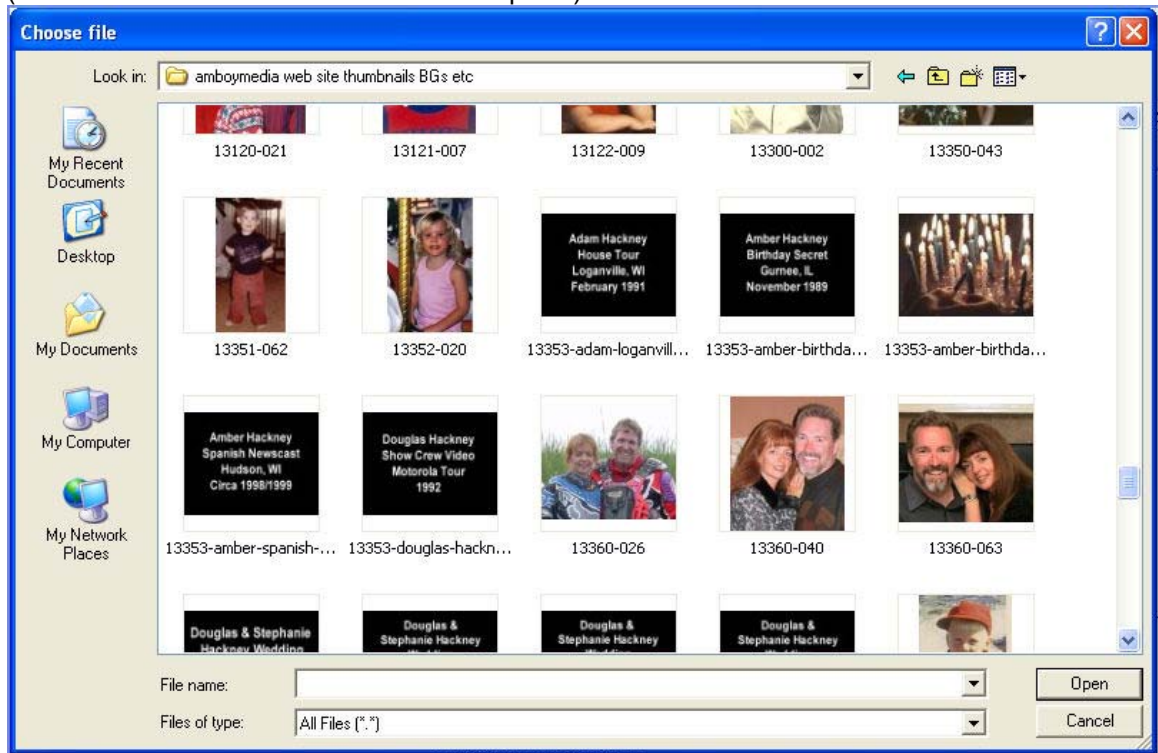 Choose file
Look in: amboymedia web site thumbnails BGs etc
My Recent
Documents
Desktop
My Documents
My Computer
My Network
Places
13120-021 13121-007 13122-009 13300-002 13350-043
Adam Hackney
House Tour
Loganville, WI
February 1991
Amber Hackney
Birthday Secret
Gurnee, IL
November 1989
13351-062 13352-020 13353-adam-loganvill... 13353-amber-birthda... 13353-amber-birthda...
Amber Hackney
Spanish Newscast
Hudson, WI
Circa 1998/1999
Douglas Hackney
Show Crew Video
Motorola Tour
1992
13353-amber-spanish-... 13353-douglas-hackn... 13360-026 13360-040 13360-063
Douglas & Stephanie
Hackney Wedding
Douglas &
Stephanie Hackney
Douglas &
Stephanie Hackney
Douglas &
Stephanie Hackney
File name: Open
Files of type: All Files (*.*) Cancel